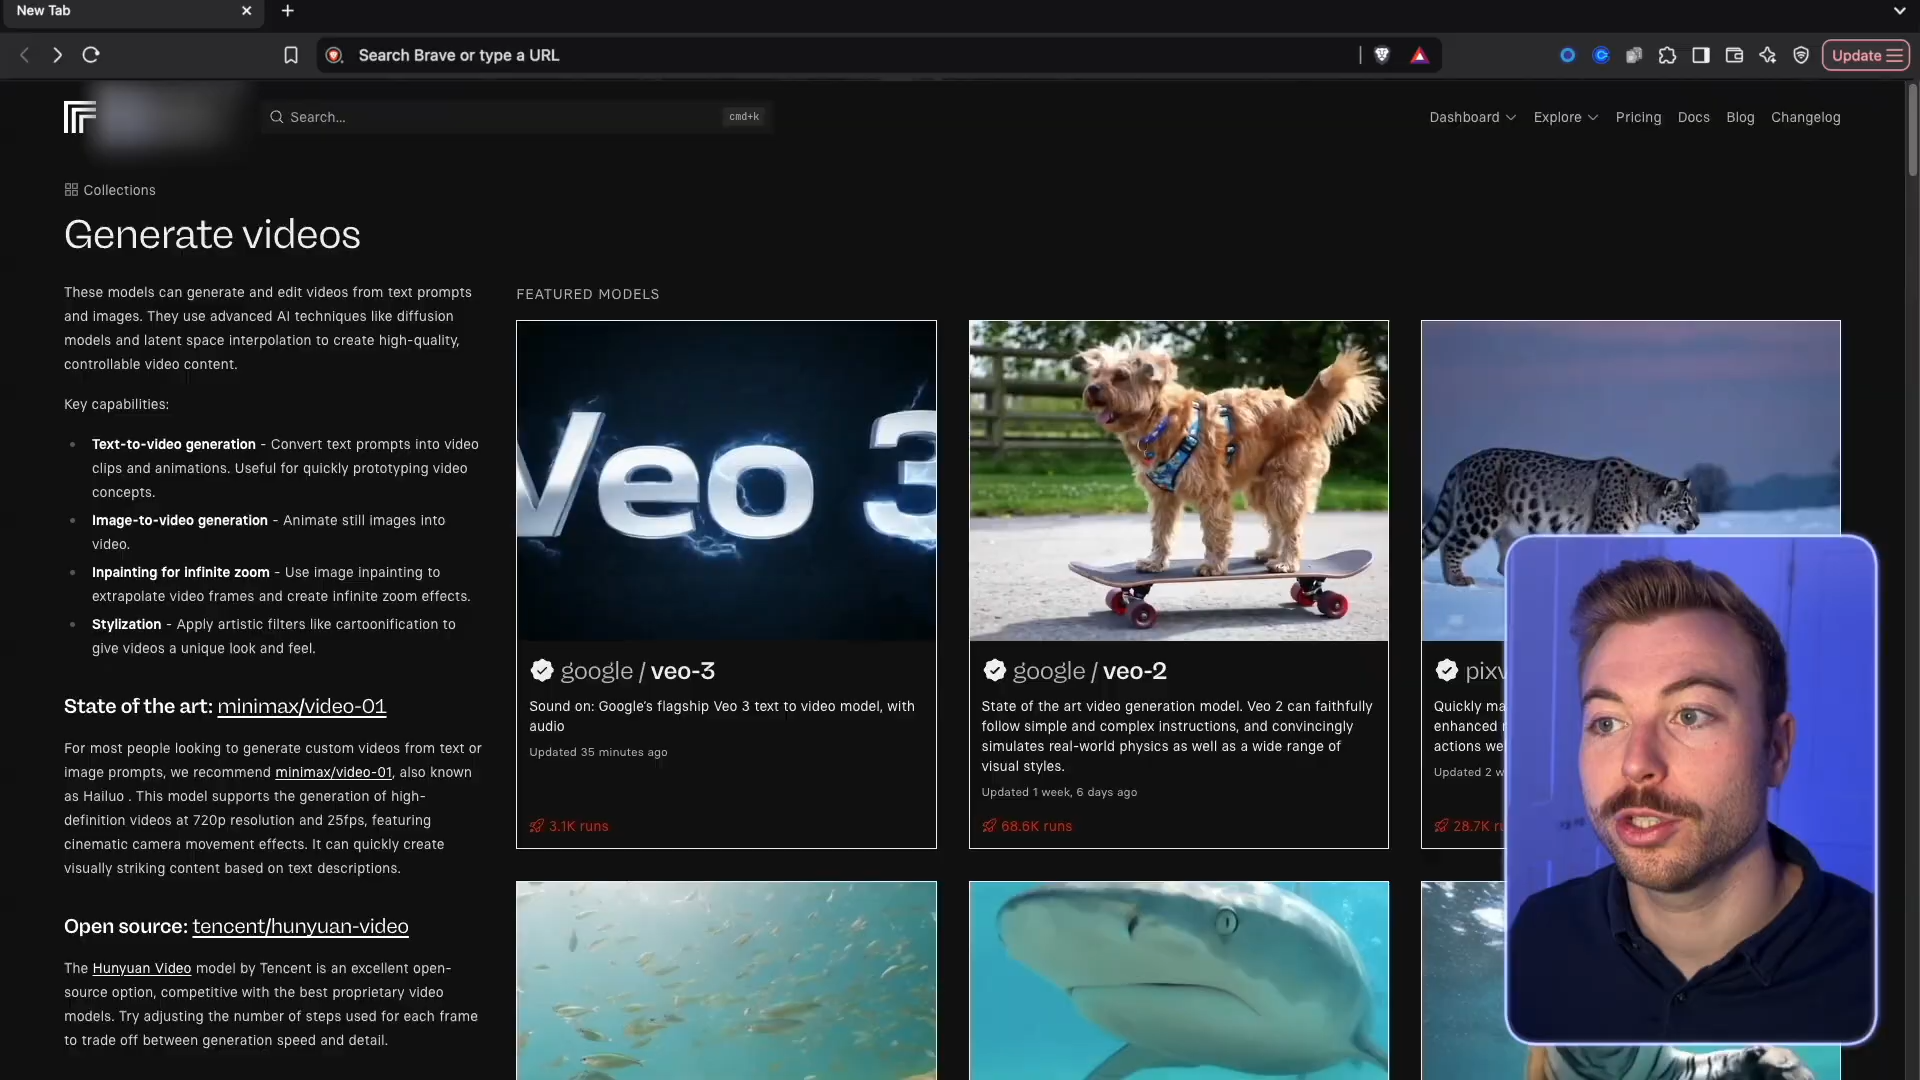 New Tab
Search Brave or type a URL
Update
Search...
cmd+k
Dashboard
Explore
Pricing
Docs
Blog
Changelog
Collections
Generate videos
These models can generate and edit videos from text prompts
and images. They use advanced AI techniques like diffusion
models and latent space interpolation to create high-quality,
controllable video content.
Key capabilities:
Text-to-video generation - Convert text prompts into video
clips and animations. Useful for quickly prototyping video
concepts.
Image-to-video generation - Animate still images into
video.
Inpainting for infinite zoom - Use image inpainting to
extrapolate video frames and create infinite zoom effects.
Stylization - Apply artistic filters like cartoonification to
give videos a unique look and feel.
State of the art: minimax/video-01
For most people looking to generate custom videos from text or
image prompts, we recommend minimax/video-01, also known
as Hailuo . This model supports the generation of high-
definition videos at 720p resolution and 25fps, featuring
cinematic camera movement effects. It can quickly create
visually striking content based on text descriptions.
Open source: tencent/hunyuan-video
The Hunyuan Video model by Tencent is an excellent open-
source option, competitive with the best proprietary video
models. Try adjusting the number of steps used for each frame
to trade off between generation speed and detail.
FEATURED MODELS
Veo 3
google / veo-3
Sound on: Google's flagship Veo 3 text to video model, with
audio
Updated 35 minutes ago
3.1K runs
google / veo-2
State of the art video generation model. Veo 2 can faithfully
follow simple and complex instructions, and convincingly
simulates real-world physics as well as a wide range of
visual styles.
Updated 1 week, 6 days ago
68.6K runs
pixv
Quickly ma
enhanced
actions we
Updated 2 w
28.7K ru